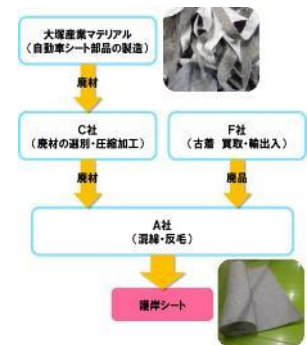 大塚産業マテリアル
(自動車シート部品の製造)
廃材
C社
(廃材の選別・圧縮加工)
F社
(古着 買取・輸出入)
廃材
廃品
A社
(混綿・反毛)
護岸シート